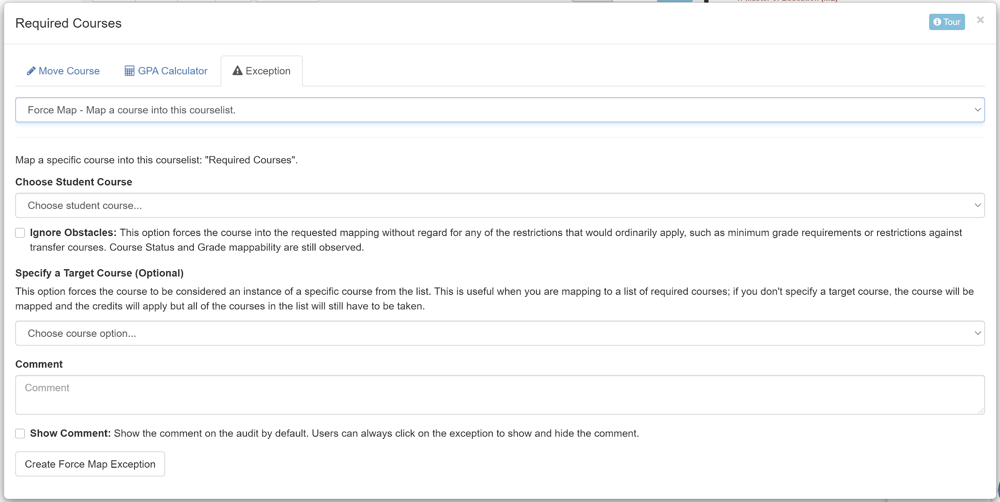 Required Courses
Tour
×
Move Course
GPA Calculator
Exception
Force Map - Map a course into this courselist.
Map a specific course into this courselist: "Required Courses".
Choose Student Course
Choose student course...
Ignore Obstacles: This option forces the course into the requested mapping without regard for any of the restrictions that would ordinarily apply, such as minimum grade requirements or restrictions against
transfer courses. Course Status and Grade mappability are still observed.
Specify a Target Course (Optional)
This option forces the course to be considered an instance of a specific course from the list. This is useful when you are mapping to a list of required courses; if you don't specify a target course, the course will be
mapped and the credits will apply but all of the courses in the list will still have to be taken.
Choose course option...
Comment
Comment
Show Comment: Show the comment on the audit by default. Users can always click on the exception to show and hide the comment.
Create Force Map Exception